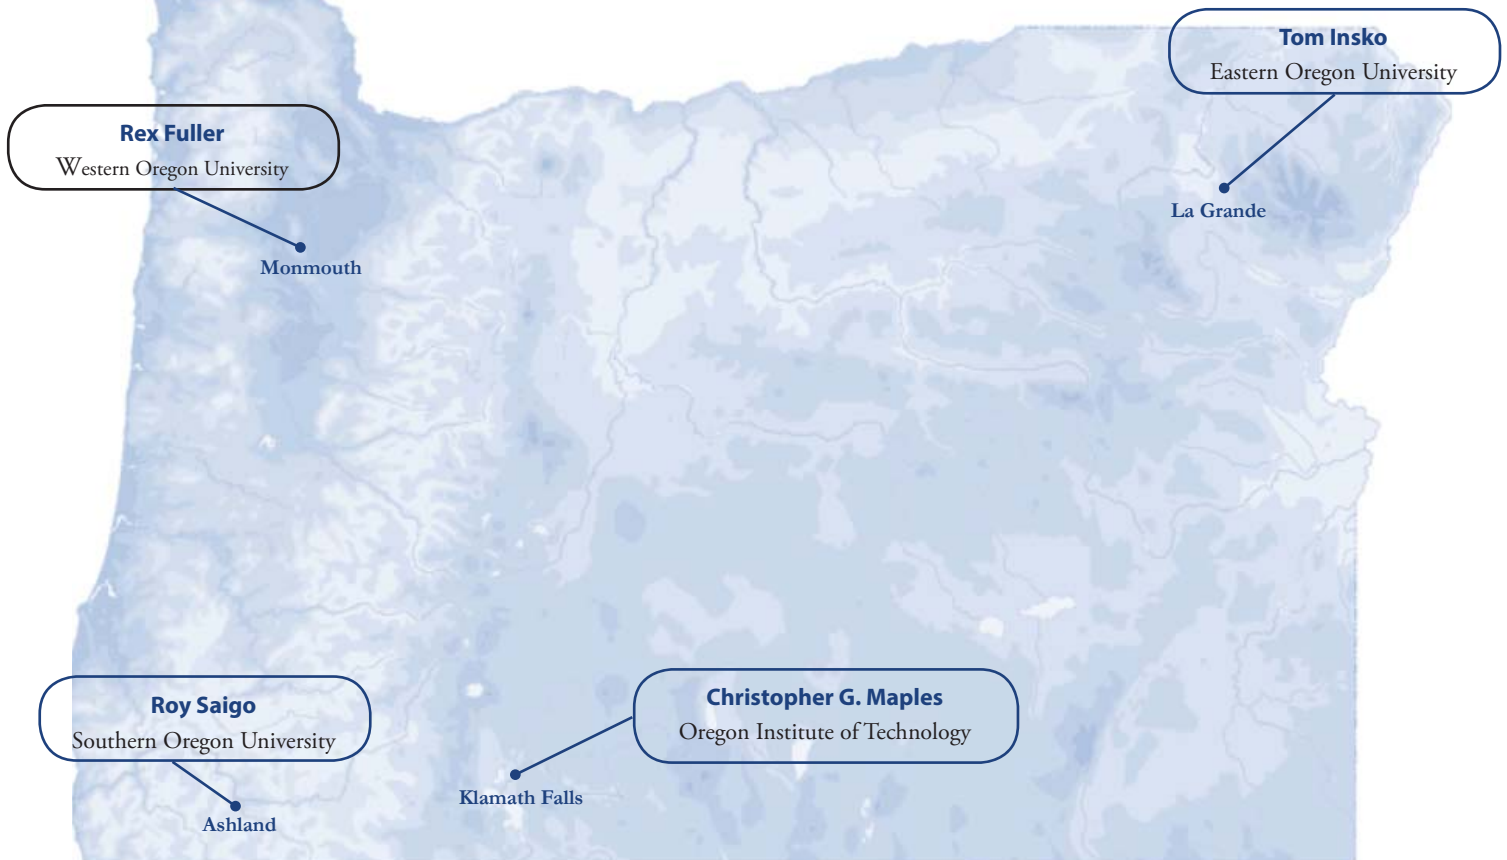 Tom Insko
Eastern Oregon University
La Grande
Rex Fuller
Western Oregon University
Monmouth
Roy Saigo
Southern Oregon University
Ashland
Christopher G. Maples
Oregon Institute of Technology
Klamath Falls